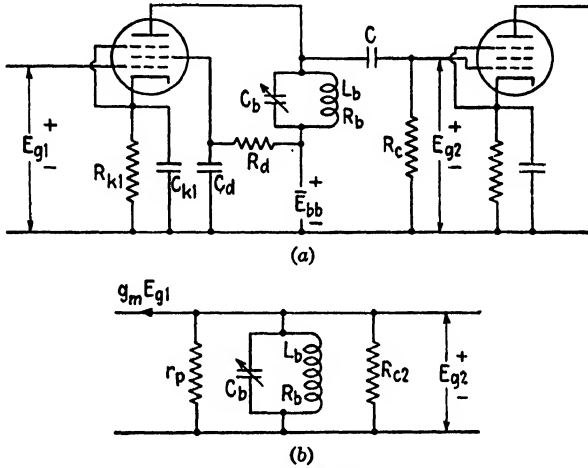 C
C_b
L_b
R_b
E_g1
+
-
R_k1
C_k1
C_d
R_d
+
E_bb
-
R_c
+
E_g2
-
(a)
g_m E_g1
r_p
C_b
L_b
R_b
R_c2
+
E_g2
-
(b)